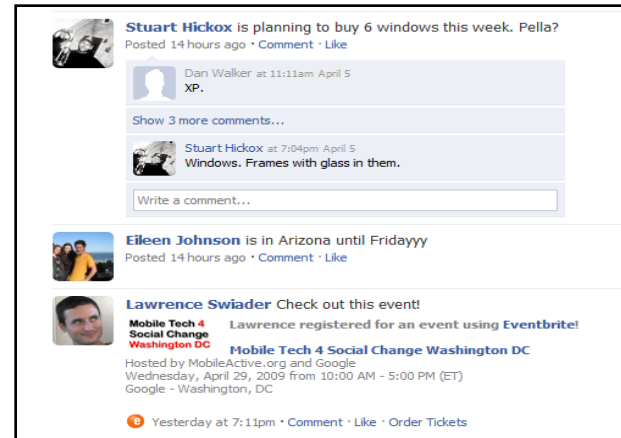 Stuart Hickox is planning to buy 6 windows this week. Pella?
Posted 14 hours ago · Comment · Like
Dan Walker at 11:11am April 5
XP.
Show 3 more comments...
Stuart Hickox at 7:04pm April 5
Windows. Frames with glass in them.
Write a comment...
Eileen Johnson is in Arizona until Fridayyy
Posted 14 hours ago · Comment · Like
Lawrence Swiader Check out this event!
Mobile Tech 4
Social Change
Washington DC
Lawrence registered for an event using Eventbrite!
Mobile Tech 4 Social Change Washington DC
Hosted by MobileActive.org and Google
Wednesday, April 29, 2009 from 10:00 AM - 5:00 PM (ET)
Google - Washington, DC
e Yesterday at 7:11pm · Comment · Like · Order Tickets